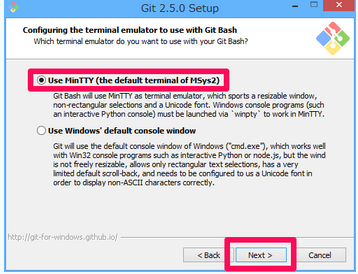 Git 2.5.0 Setup
Configuring the terminal emulator to use with Git Bash
Which terminal emulator do you want to use with your Git Bash?
Use MinTTY (the default terminal of MSys2)
Git Bash will use MinTTY as terminal emulator, which sports a resizable window,
non-rectangular selections and a Unicode font. Windows console programs (such
as interactive Python) must be launched via `winpty` to work in MinTTY.
Use Windows' default console window
Git will use the default console window of Windows ("cmd.exe"), which works well
with Win32 console programs such as interactive Python or node.js, but the wind
is not freely resizable, allows only rectangular text selections, has a very
limited default scroll-back, and needs to be configured to us a Unicode font in
order to display non-ASCII characters correctly.
http://git-for-windows.github.io/
< Back
Next >
Cancel